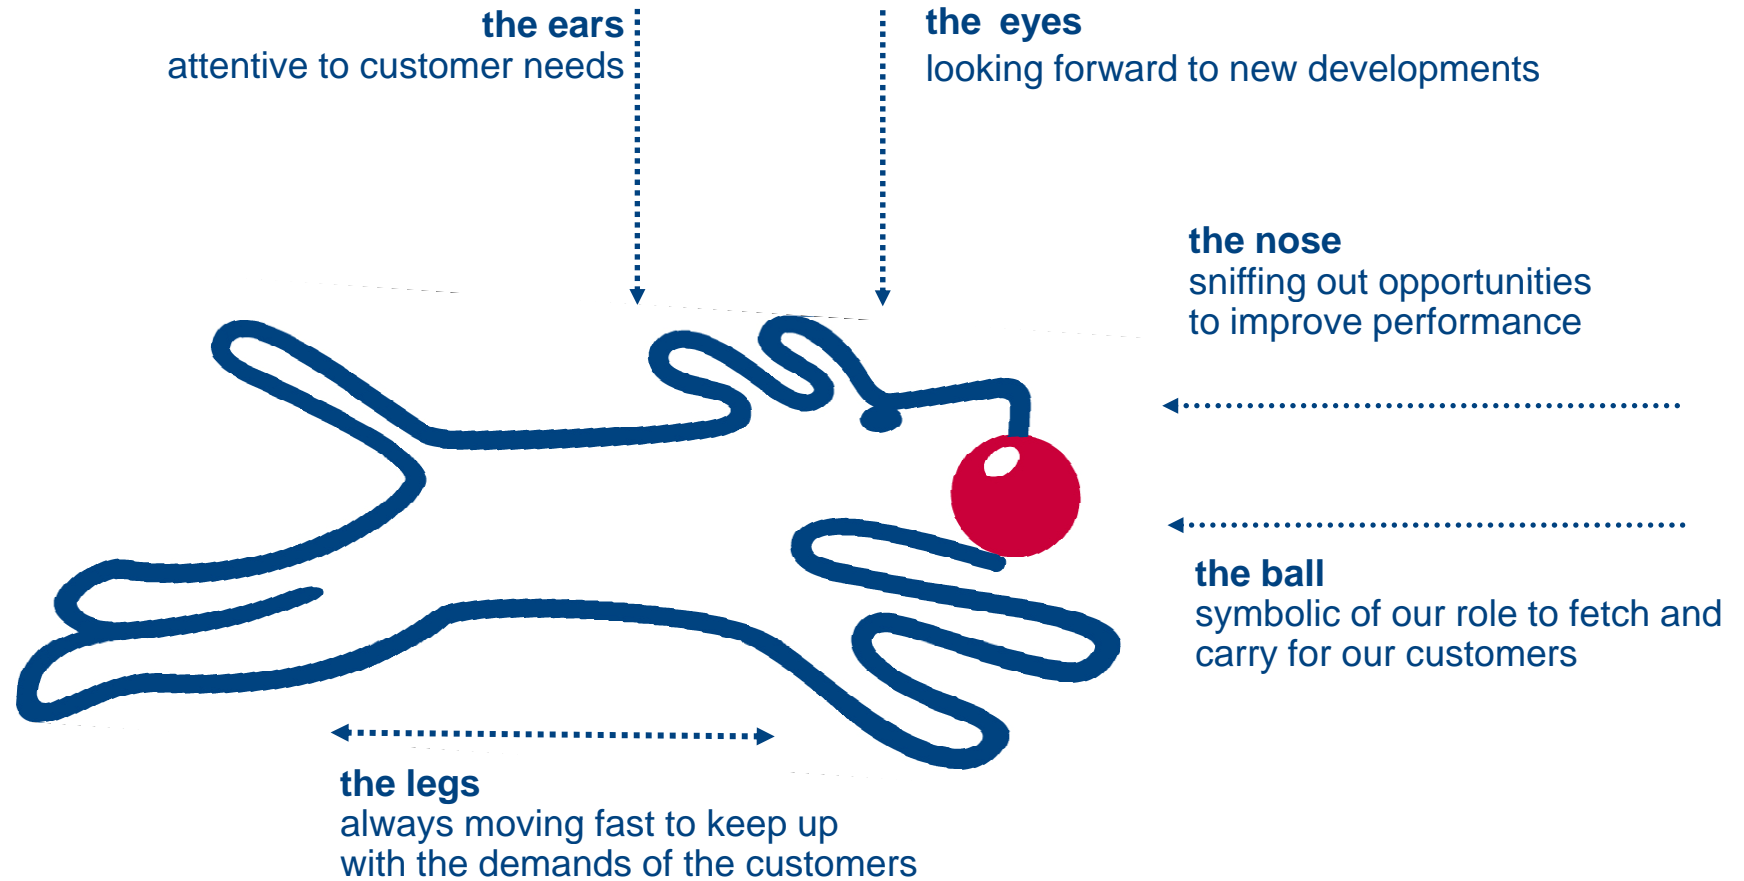 the ears
attentive to customer needs
the eyes
looking forward to new developments
the nose
sniffing out opportunities
to improve performance
the ball
symbolic of our role to fetch and
carry for our customers
the legs
always moving fast to keep up
with the demands of the customers